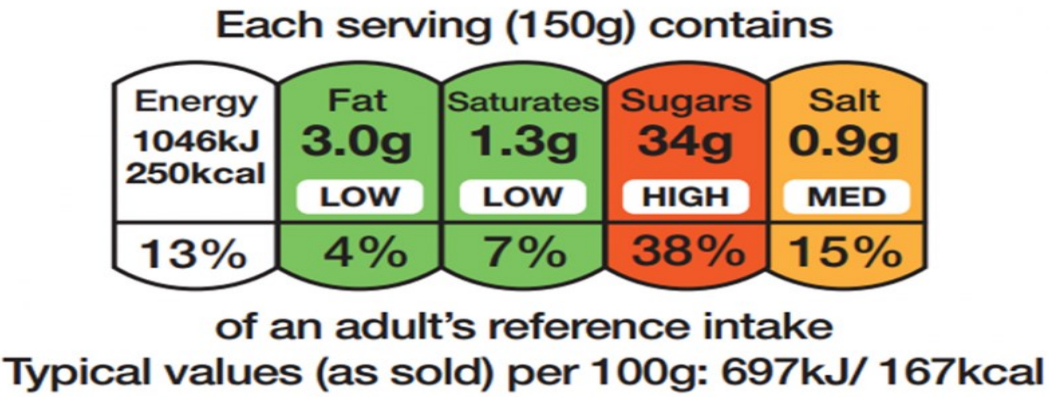 Each serving (150g) contains
Energy
1046kJ
250kcal
13%
Fat
3.0g
LOW
4%
Saturates
1.3g
LOW
7%
Sugars
34g
HIGH
38%
Salt
0.9g
MED
15%
of an adult's reference intake
Typical values (as sold) per 100g: 697kJ/ 167kcal